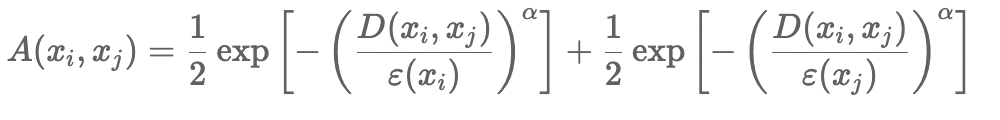 A(x_i, x_j) = \frac{1}{2} \exp\left[-\left(\frac{D(x_i, x_j)}{\varepsilon(x_i)}\right)^{\alpha}\right] + \frac{1}{2} \exp\left[-\left(\frac{D(x_i, x_j)}{\varepsilon(x_j)}\right)^{\alpha}\right]